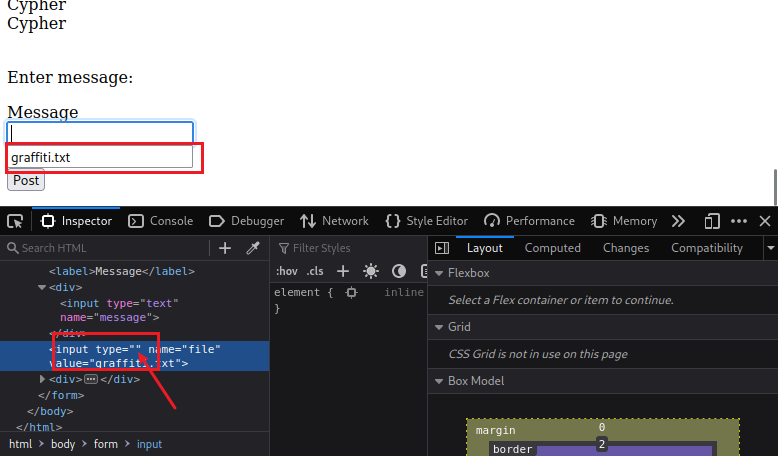 Cypher
Cypher
Enter message:
Message
graffiti.txt
Post
Inspector Console Debugger Network Style Editor Performance Memory
Search HTML
Filter Styles
Layout Computed Changes Compatibility
:hov .cls
<label>Message</label>
<div>
<input type="text"
name="message">
</div>
<input type="" name="file"
value="graffiti.txt">
<div> </div>
</form>
</body>
</html>
html > body > form > input
element { inline
}
Flexbox
Select a Flex container or item to continue.
Grid
CSS Grid is not in use on this page
Box Model
margin 0
border 2